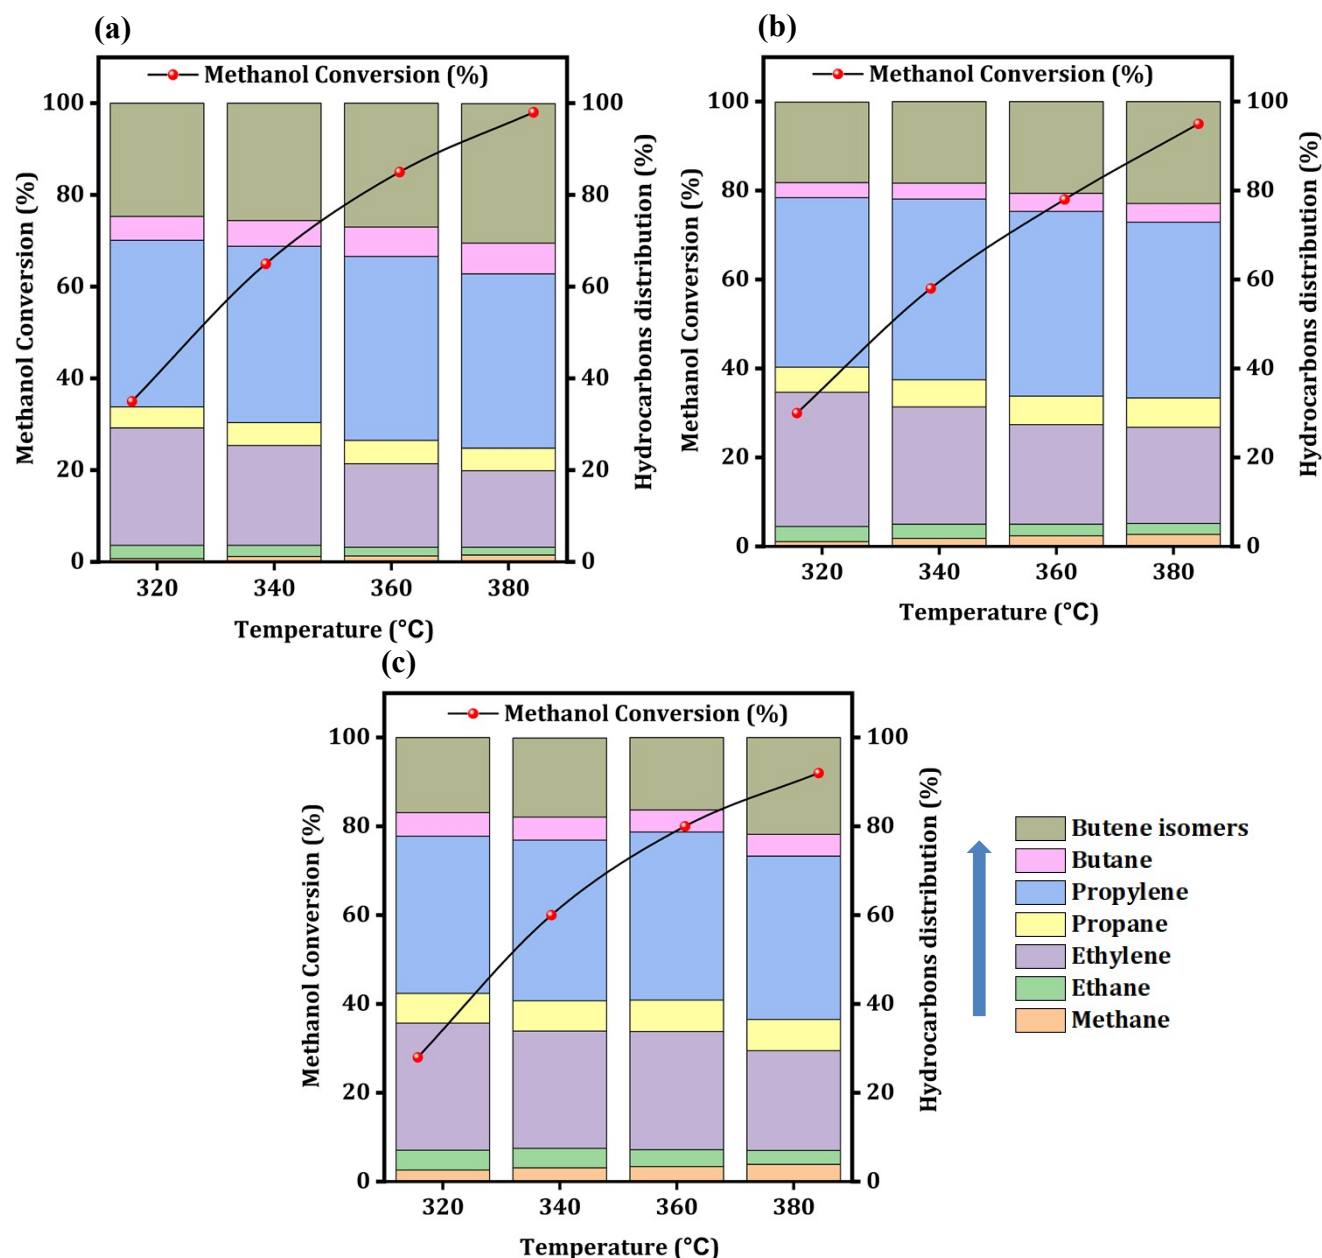 (a)
Methanol Conversion (%)
Methanol Conversion (%)
Hydrocarbons distribution (%)
100
80
60
40
20
0
100
80
60
40
20
0
320 340 360 380
Temperature (°C)
(b)
Methanol Conversion (%)
Methanol Conversion (%)
Hydrocarbons distribution (%)
100
80
60
40
20
0
100
80
60
40
20
0
320 340 360 380
Temperature (°C)
(c)
Methanol Conversion (%)
Methanol Conversion (%)
Hydrocarbons distribution (%)
100
80
60
40
20
0
100
80
60
40
20
0
320 340 360 380
Temperature (°C)
Butene isomers
Butane
Propylene
Propane
Ethylene
Ethane
Methane